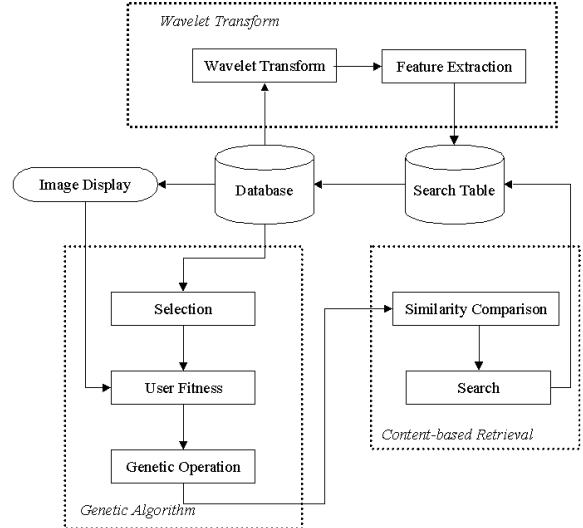 Wavelet Transform
Wavelet Transform
Feature Extraction
Image Display
Database
Search Table
Selection
Similarity Comparison
User Fitness
Search
Content-based Retrieval
Genetic Operation
Genetic Algorithm